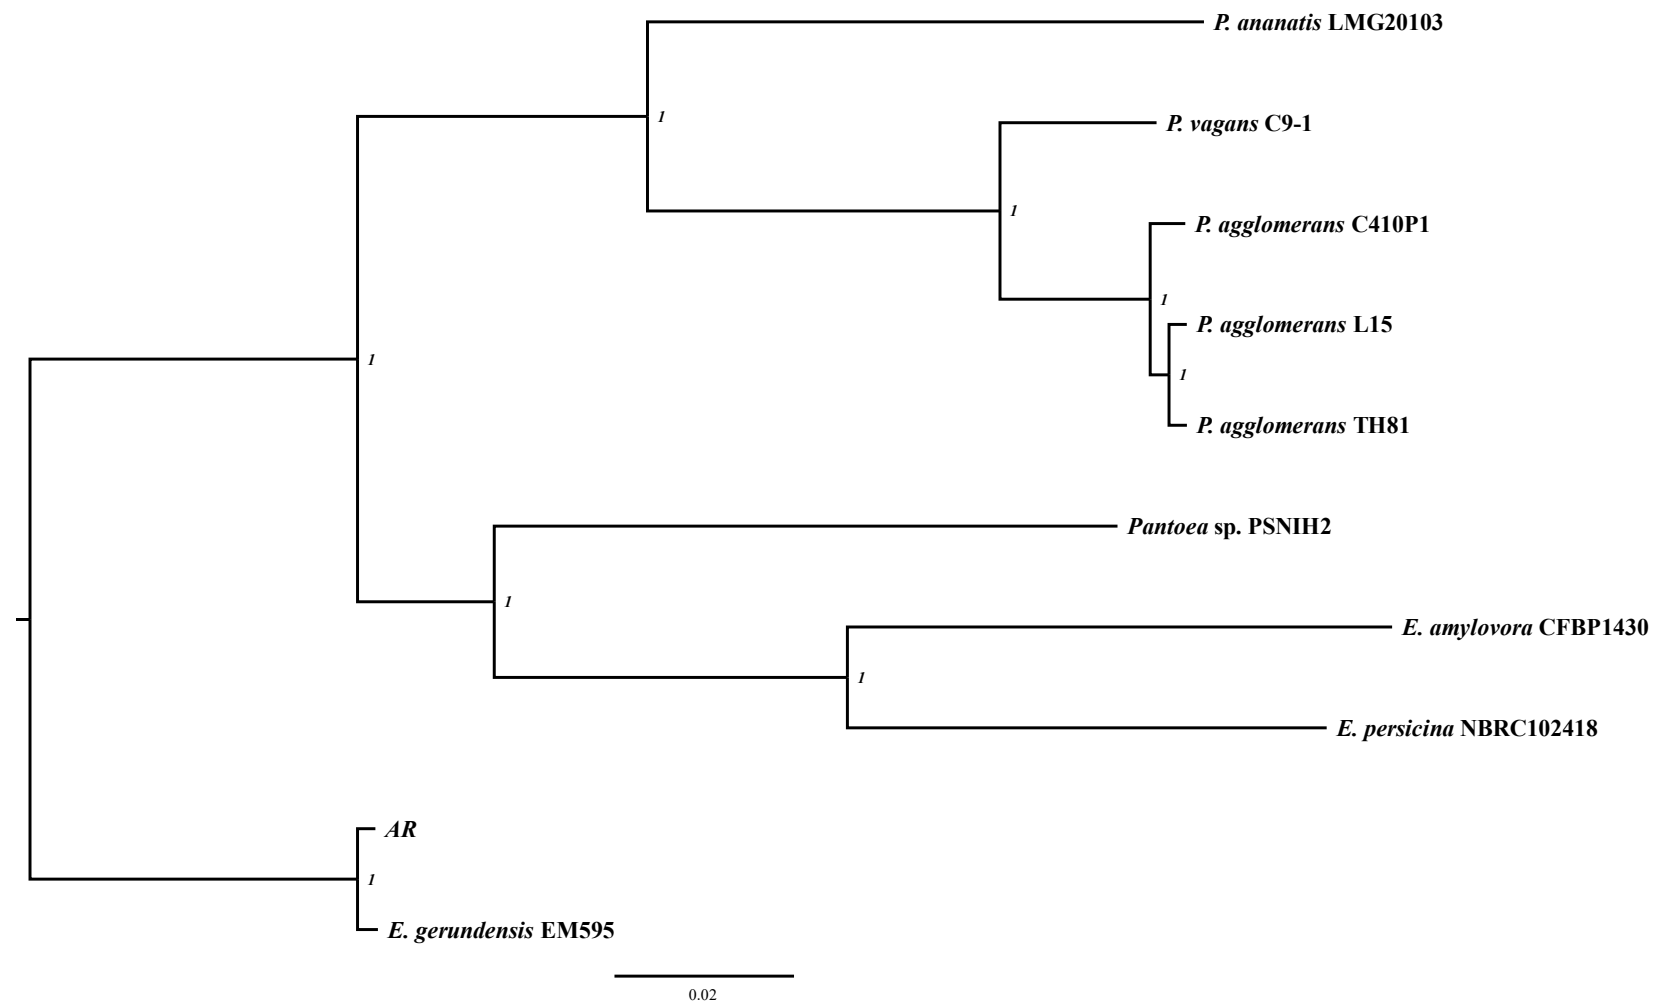 P. ananatis LMG20103
1
P. vagans C9-1
1
P. agglomerans C410P1
1
P. agglomerans L15
1
1
P. agglomerans TH81
Pantoea sp. PSNIH2
1
E. amylovora CFBP1430
1
E. persicina NBRC102418
AR
1
E. gerundensis EM595
0.02